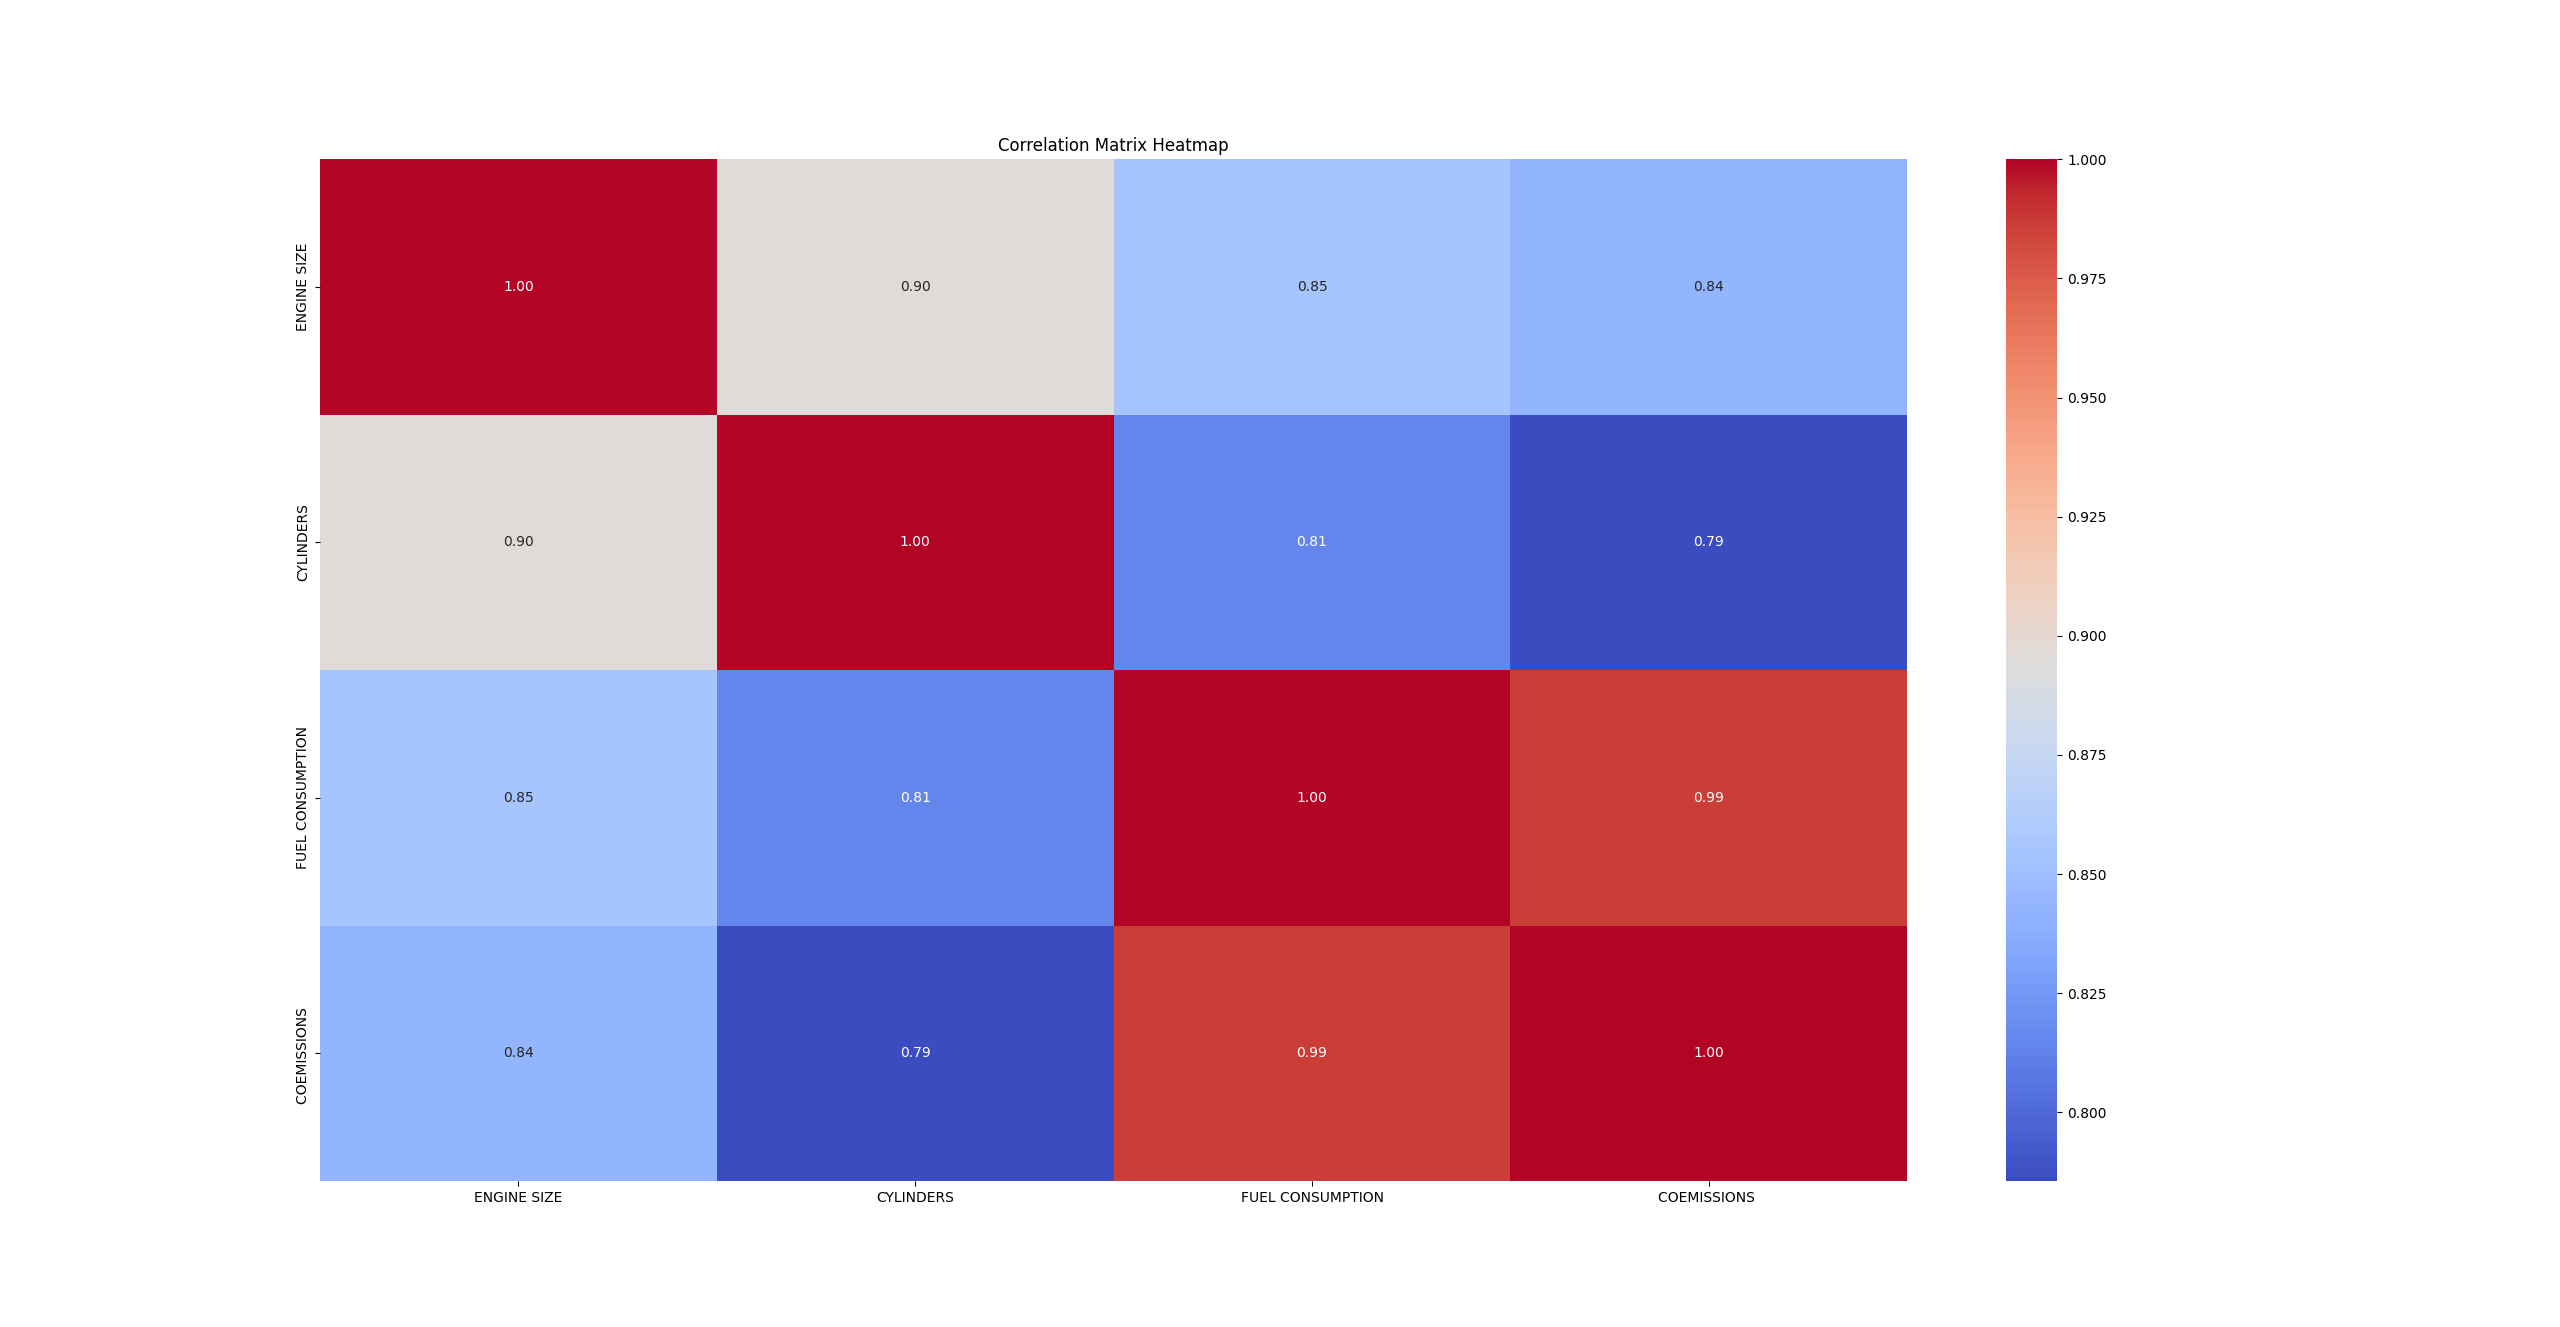 Correlation Matrix Heatmap
ENGINE SIZE
1.00 0.90 0.85 0.84
CYLINDERS
0.90 1.00 0.81 0.79
FUEL CONSUMPTION
0.85 0.81 1.00 0.99
COEMISSIONS
0.84 0.79 0.99 1.00
ENGINE SIZE CYLINDERS FUEL CONSUMPTION COEMISSIONS
1.000
0.975
0.950
0.925
0.900
0.875
0.850
0.825
0.800